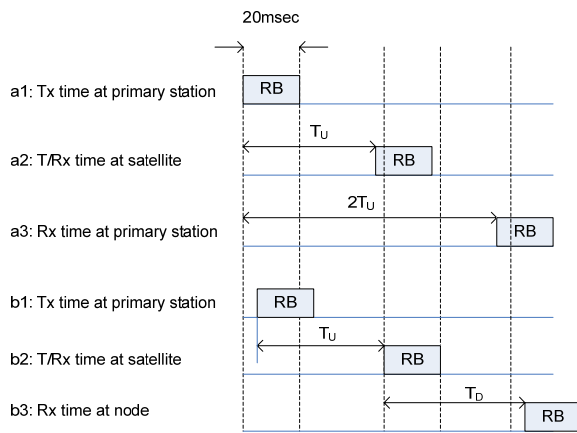 20msec
a1: Tx time at primary station
RB
TU
a2: T/Rx time at satellite
RB
2TU
a3: Rx time at primary station
RB
b1: Tx time at primary station
RB
TU
b2: T/Rx time at satellite
RB
TD
b3: Rx time at node
RB